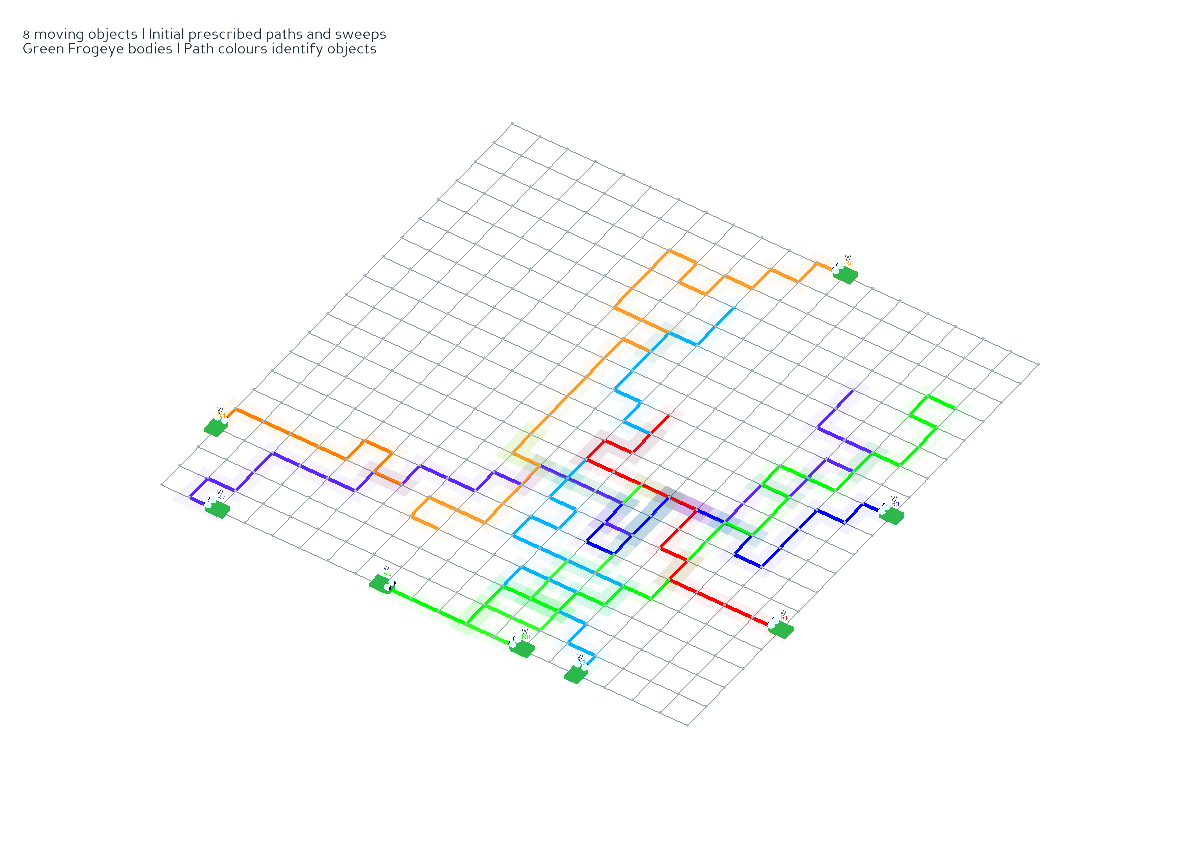 8 moving objects | Initial prescribed paths and sweeps
Green Frogeye bodies | Path colours identify objects